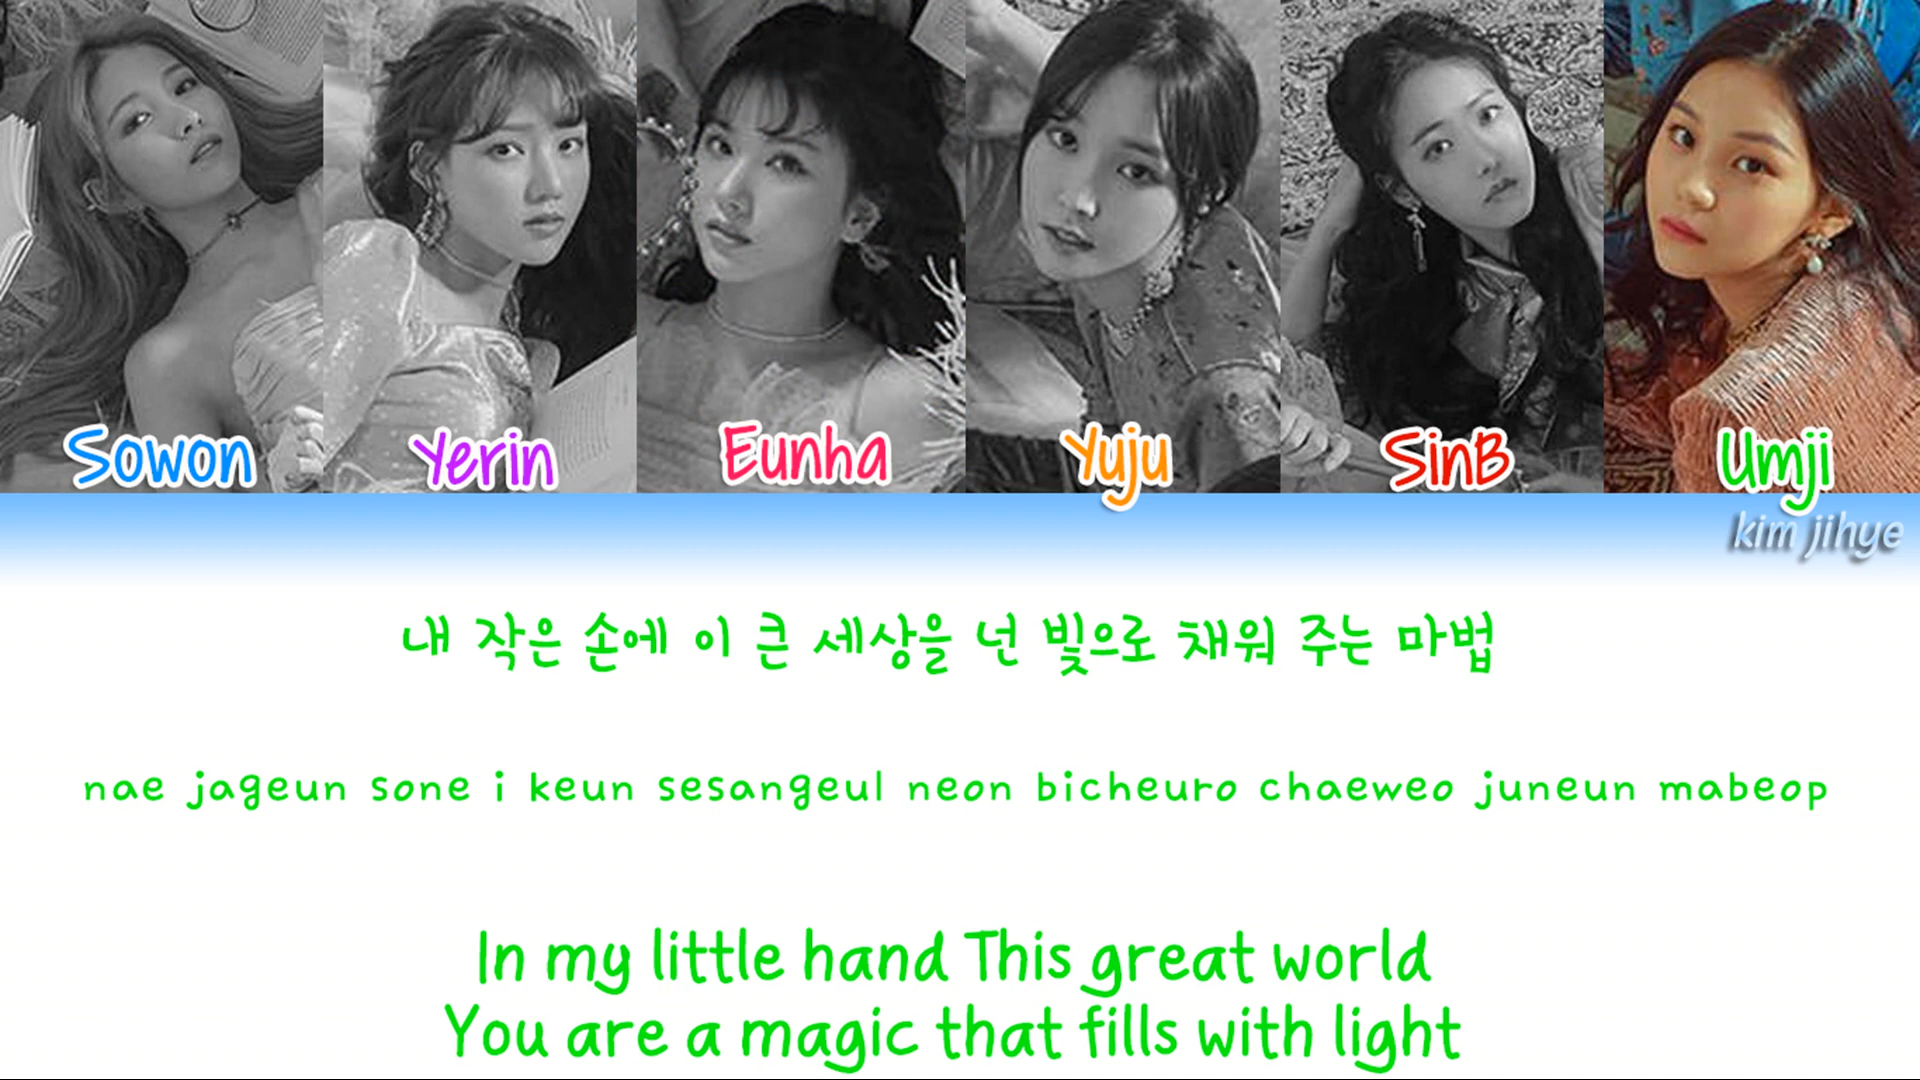 Sowon
Yerin
Eunha
Yuju
SinB
Umji
kim jihye
내 작은 손에 이 큰 세상을 넌 빛으로 채워 주는 마법
nae jageun sone i keun sesangeul neon bicheuro chaeweo juneun mabeop
In my little hand This great world
You are a magic that fills with light